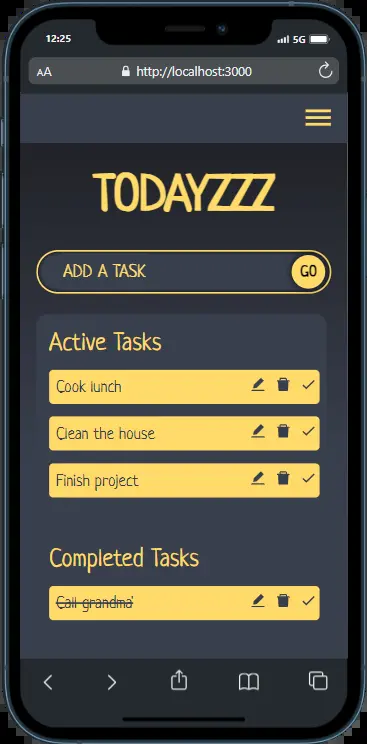 12:25
5G
AA
http://localhost:3000
TODAYZZZ
ADD A TASK
GO
Active Tasks
Cook lunch
Clean the house
Finish project
Completed Tasks
Call grandma'